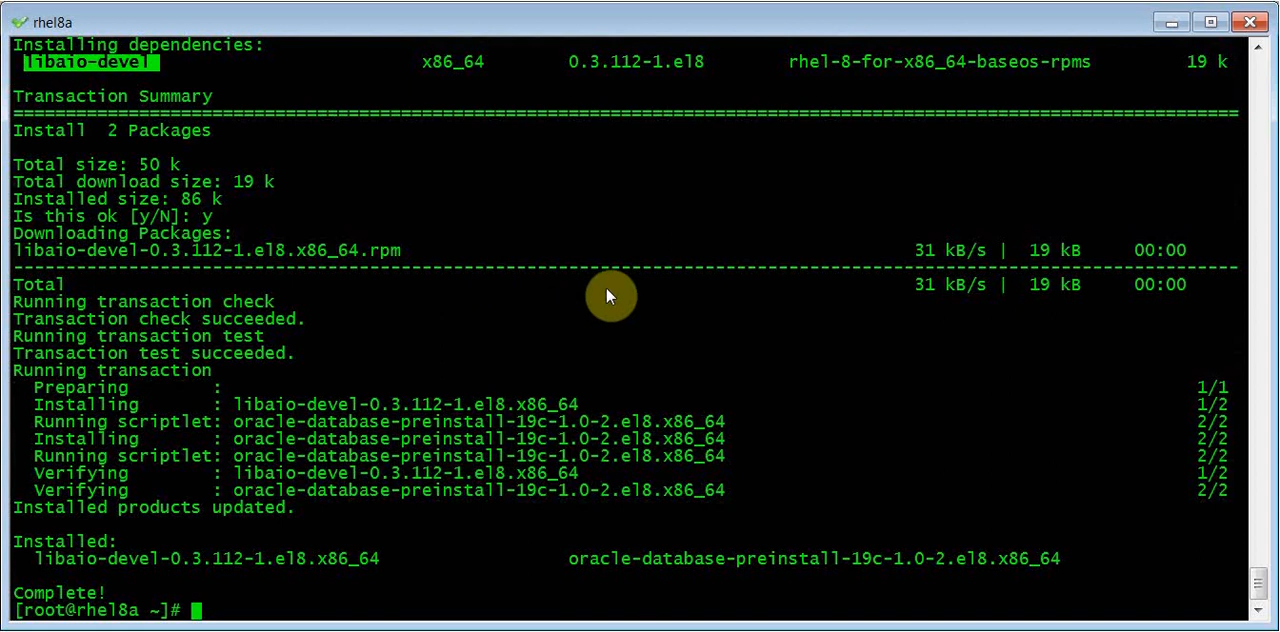 rhel8a
Installing dependencies:
libaio-devel x86_64 0.3.112-1.el8 rhel-8-for-x86_64-baseos-rpms 19 k
Transaction Summary
================================================================================
Install  2 Packages
Total size: 50 k
Total download size: 19 k
Installed size: 86 k
Is this ok [y/N]: y
Downloading Packages:
libaio-devel-0.3.112-1.el8.x86_64.rpm 31 kB/s | 19 kB 00:00
--------------------------------------------------------------------------------
Total 31 kB/s | 19 kB 00:00
Running transaction check
Transaction check succeeded.
Running transaction test
Transaction test succeeded.
Running transaction
Preparing : 1/1
Installing : libaio-devel-0.3.112-1.el8.x86_64 1/2
Running scriptlet: oracle-database-preinstall-19c-1.0-2.el8.x86_64 2/2
Installing : oracle-database-preinstall-19c-1.0-2.el8.x86_64 2/2
Running scriptlet: oracle-database-preinstall-19c-1.0-2.el8.x86_64 2/2
Verifying : libaio-devel-0.3.112-1.el8.x86_64 1/2
Verifying : oracle-database-preinstall-19c-1.0-2.el8.x86_64 2/2
Installed products updated.
Installed:
libaio-devel-0.3.112-1.el8.x86_64 oracle-database-preinstall-19c-1.0-2.el8.x86_64
Complete!
[root@rhel8a ~]#